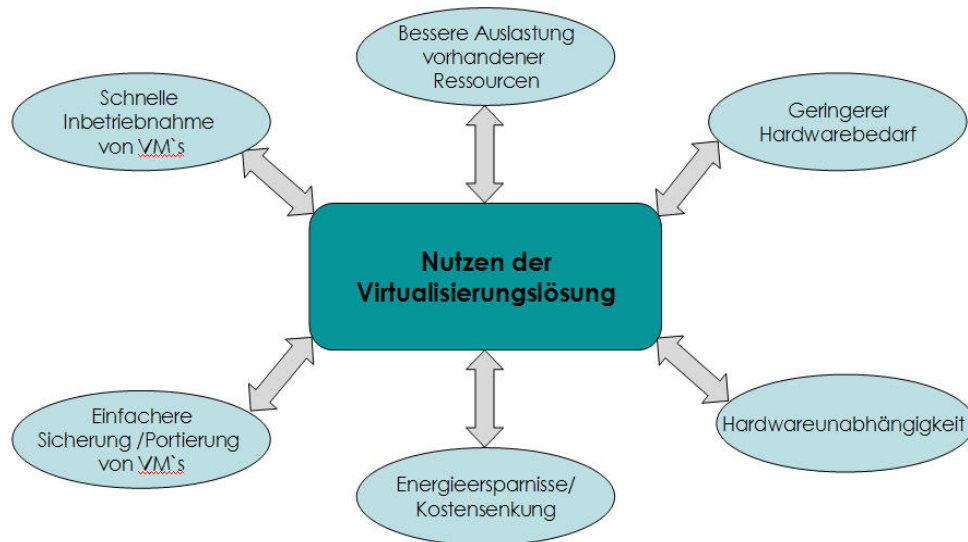 Bessere Auslastung
vorhandener
Ressourcen
Schnelle
Inbetriebnahme
von VM`s
Geringerer
Hardwarebedarf
Nutzen der
Virtualisierungslösung
Einfachere
Sicherung /Portierung
von VM`s
Hardwareunabhängigkeit
Energieersparnisse/
Kostensenkung